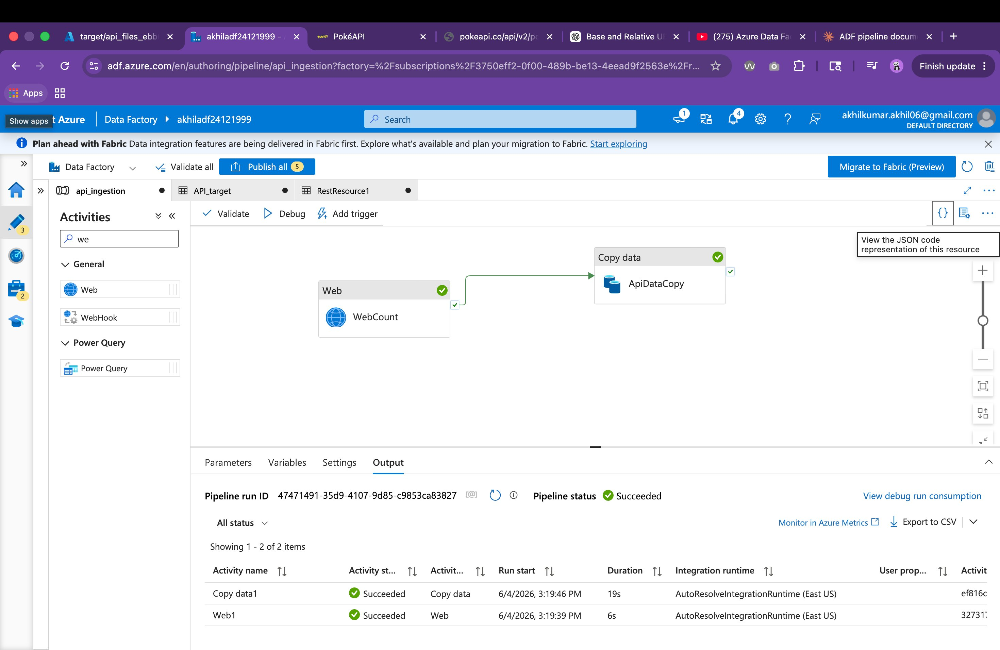 target/api_files_ebb
akhiladf24121999 -
PokéAPI
pokeapi.co/api/v2/po
Base and Relative U
(275) Azure Data Fa
ADF pipeline docum
adf.azure.com/en/authoring/pipeline/api_ingestion?factory=%2Fsubscriptions%2F3750eff2-0f00-489b-be13-4eead9f2563e%2Fr...
Finish update
Apps
Show apps
t Azure
Data Factory
akhiladf24121999
Search
1
4
akhilkumar.akhil06@gmail.com
DEFAULT DIRECTORY
Plan ahead with Fabric Data integration features are being delivered in Fabric first. Explore what's available and plan your migration to Fabric. Start exploring
Data Factory
Validate all
Publish all 5
Migrate to Fabric (Preview)
api_ingestion
API_target
RestResource1
3
2
Activities
we
General
Web
WebHook
Power Query
Power Query
Validate
Debug
Add trigger
{}
View the JSON code
representation of this resource
Copy data
ApiDataCopy
Web
WebCount
Parameters
Variables
Settings
Output
Pipeline run ID 47471491-35d9-4107-9d85-c9853ca83827 [@]
Pipeline status Succeeded
View debug run consumption
All status
Monitor in Azure Metrics
Export to CSV
Showing 1 - 2 of 2 items
Activity name Activity st... Activit... Run start Duration Integration runtime User prop... Activit
Copy data1 Succeeded Copy data 6/4/2026, 3:19:46 PM 19s AutoResolveIntegrationRuntime (East US) ef816c
Web1 Succeeded Web 6/4/2026, 3:19:39 PM 6s AutoResolveIntegrationRuntime (East US) 327317